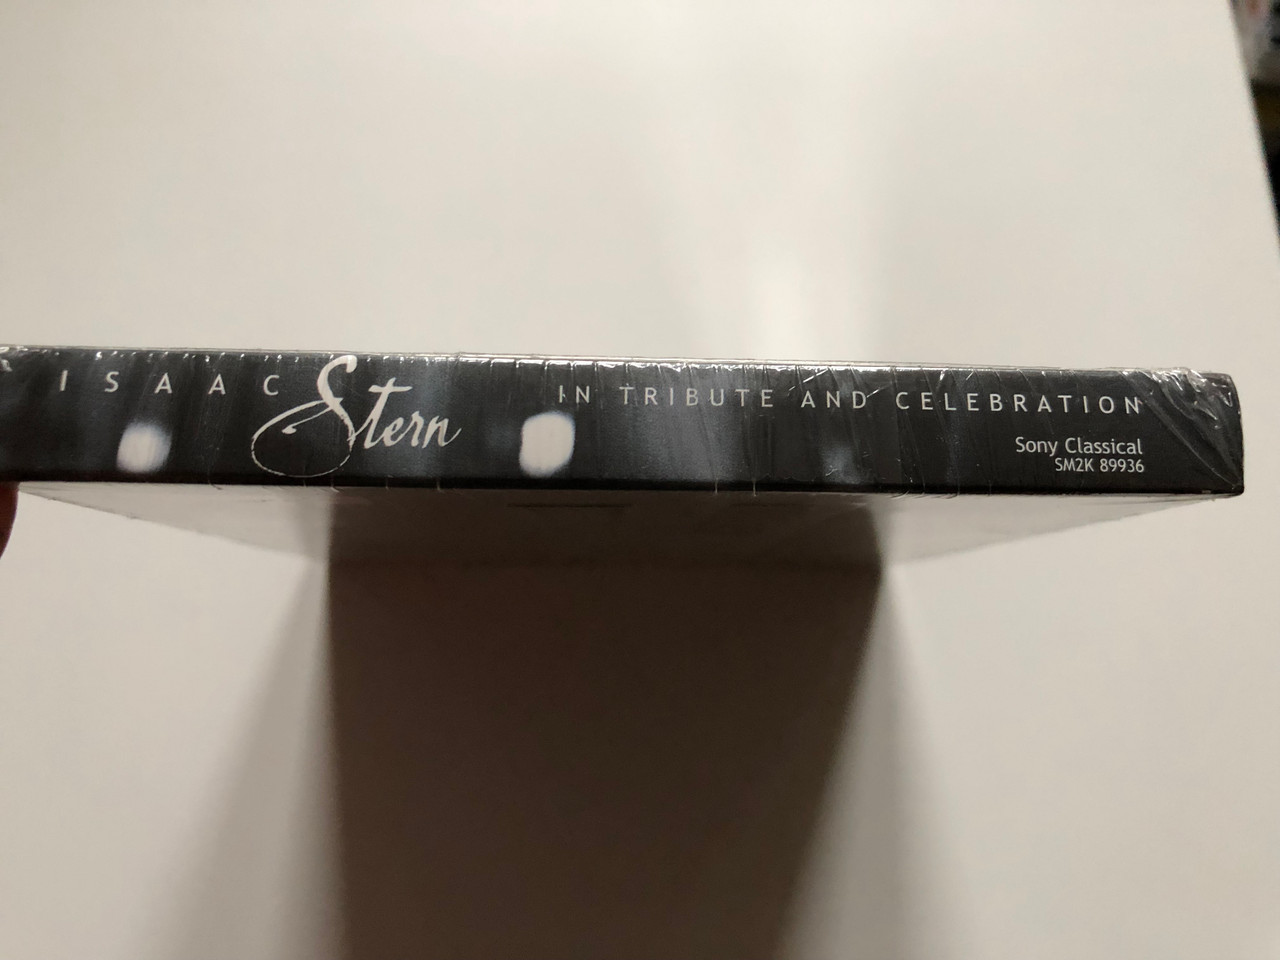 ISAAC Stern IN TRIBUTE AND CELEBRATION
Sony Classical
SM2K 89936